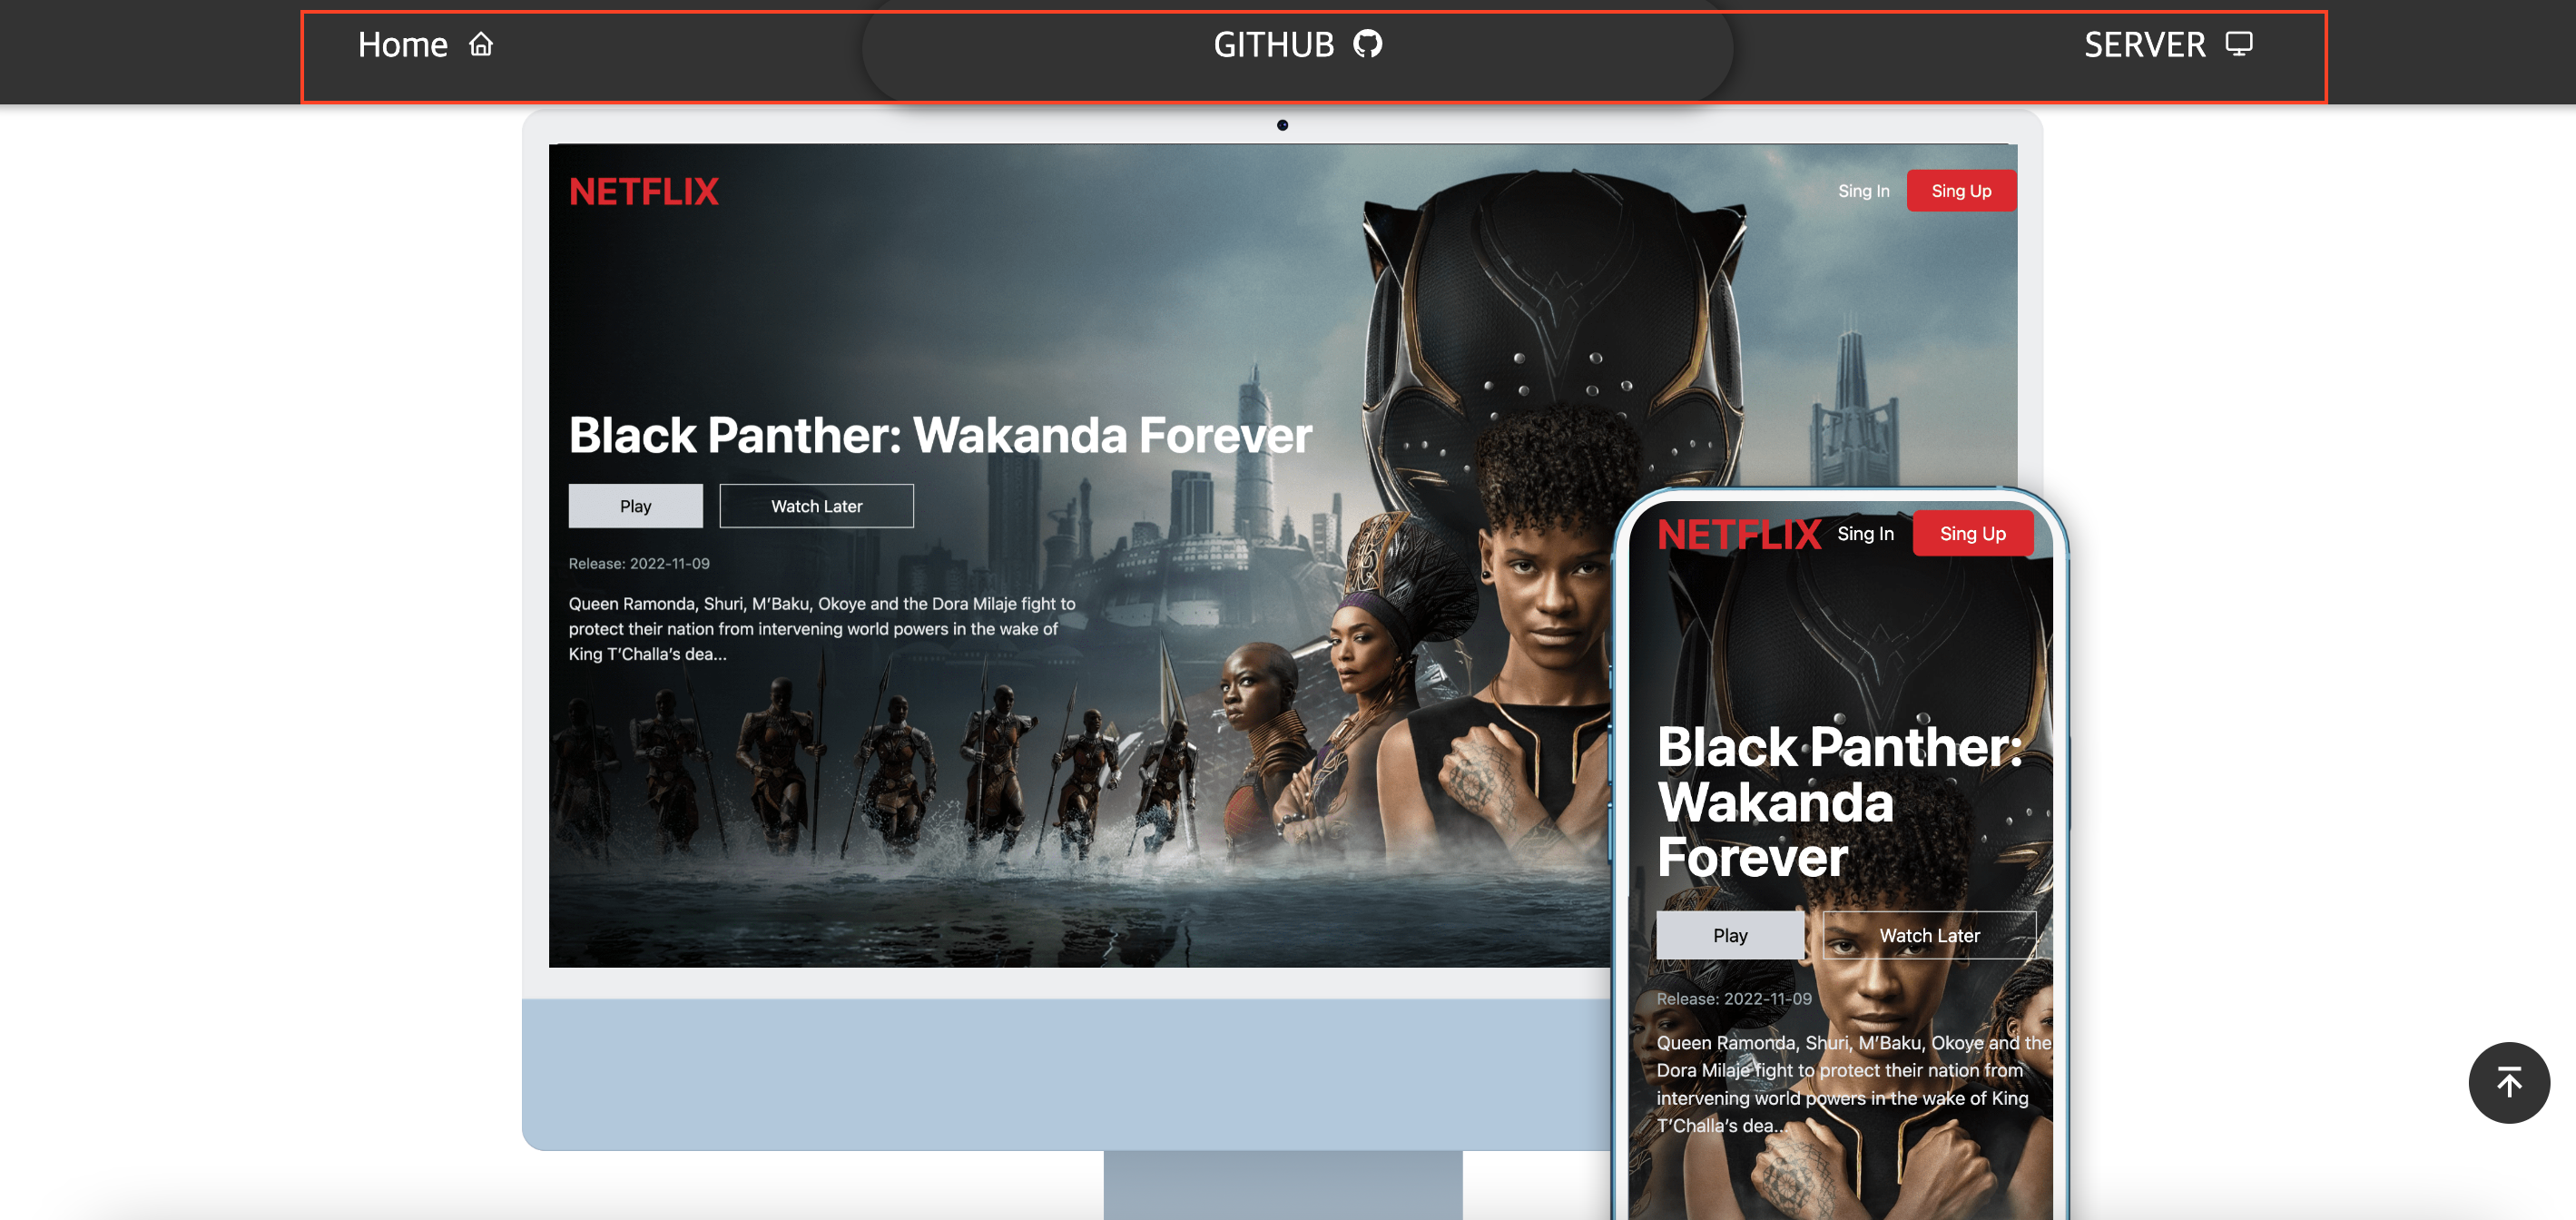 Home
GITHUB
SERVER
NETFLIX
Sing In
Sing Up
Black Panther: Wakanda Forever
Play
Watch Later
Release: 2022-11-09
Queen Ramonda, Shuri, M’Baku, Okoye and the Dora Milaje fight to
protect their nation from intervening world powers in the wake of
King T’Challa’s dea...
NETFLIX
Sing In
Sing Up
Black Panther:
Wakanda
Forever
Play
Watch Later
Release: 2022-11-09
Queen Ramonda, Shuri, M’Baku, Okoye and the
Dora Milaje fight to protect their nation from
intervening world powers in the wake of King
T’Challa’s dea...